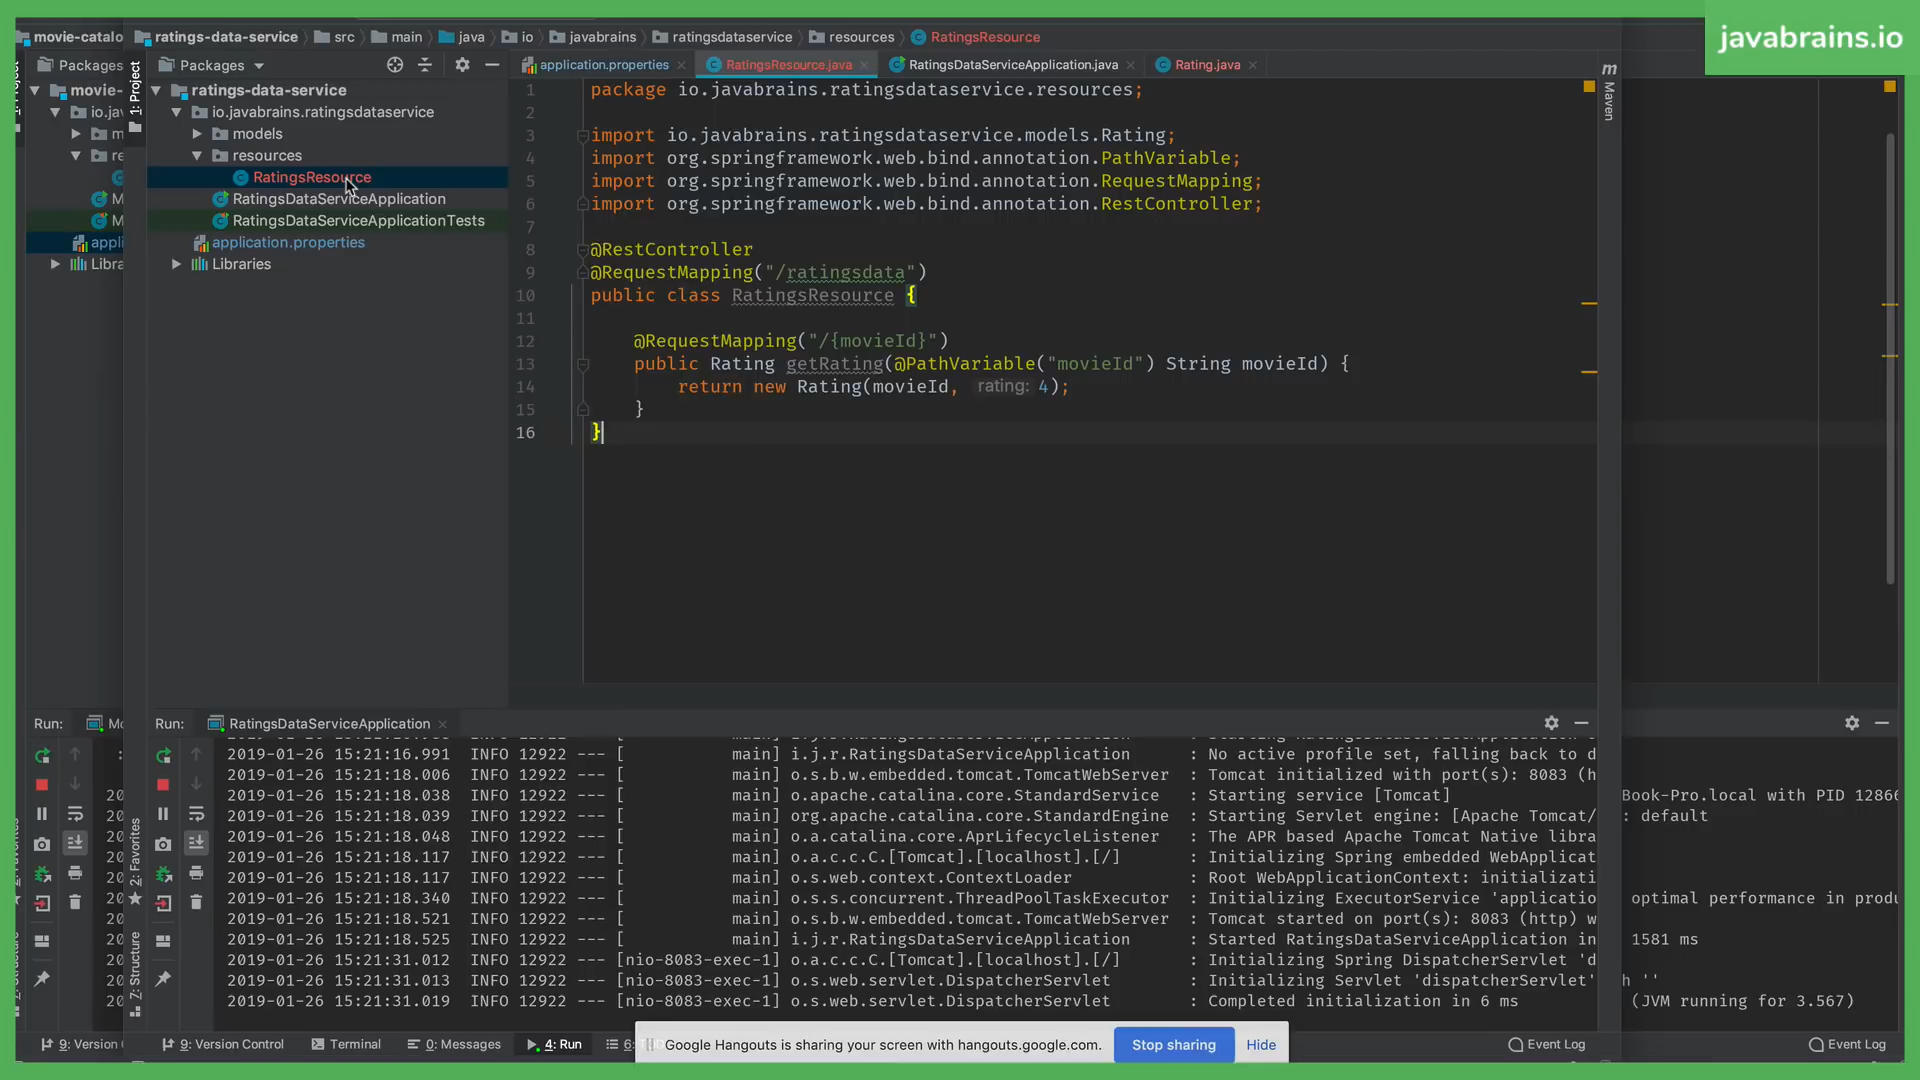 javabrains.io
movie-catalo
ratings-data-service src main java io javabrains ratingsdataservice resources RatingsResource
Packages
Packages
application.properties RatingsResource.java RatingsDataServiceApplication.java Rating.java
1: Project
Maven
movie-
io.jav
ratings-data-service
io.javabrains.ratingsdataservice
models
resources
RatingsResource
RatingsDataServiceApplication
RatingsDataServiceApplicationTests
application.properties
Libraries
appli
Libra
1 package io.javabrains.ratingsdataservice.resources;
2
3 import io.javabrains.ratingsdataservice.models.Rating;
4 import org.springframework.web.bind.annotation.PathVariable;
5 import org.springframework.web.bind.annotation.RequestMapping;
6 import org.springframework.web.bind.annotation.RestController;
7
8 @RestController
9 @RequestMapping("/ratingsdata")
10 public class RatingsResource {
11
12 @RequestMapping("/{movieId}")
13 public Rating getRating(@PathVariable("movieId") String movieId) {
14 return new Rating(movieId, rating: 4);
15 }
16 }
Run: Mo
Run: RatingsDataServiceApplication
2019-01-26 15:21:16.991 INFO 12922 --- [ main] i.j.r.RatingsDataServiceApplication : No active profile set, falling back to d
2019-01-26 15:21:18.006 INFO 12922 --- [ main] o.s.b.w.embedded.tomcat.TomcatWebServer : Tomcat initialized with port(s): 8083 (h
2019-01-26 15:21:18.038 INFO 12922 --- [ main] o.apache.catalina.core.StandardService : Starting service [Tomcat]
2019-01-26 15:21:18.039 INFO 12922 --- [ main] org.apache.catalina.core.StandardEngine : Starting Servlet engine: [Apache Tomcat/
2019-01-26 15:21:18.048 INFO 12922 --- [ main] o.a.catalina.core.AprLifecycleListener : The APR based Apache Tomcat Native libra
2019-01-26 15:21:18.117 INFO 12922 --- [ main] o.a.c.c.C.[Tomcat].[localhost].[/] : Initializing Spring embedded WebApplicat
2019-01-26 15:21:18.117 INFO 12922 --- [ main] o.s.web.context.ContextLoader : Root WebApplicationContext: initializati
2019-01-26 15:21:18.340 INFO 12922 --- [ main] o.s.s.concurrent.ThreadPoolTaskExecutor : Initializing ExecutorService 'applicatio
2019-01-26 15:21:18.521 INFO 12922 --- [ main] o.s.b.w.embedded.tomcat.TomcatWebServer : Tomcat started on port(s): 8083 (http) w
2019-01-26 15:21:18.525 INFO 12922 --- [ main] i.j.r.RatingsDataServiceApplication : Started RatingsDataServiceApplication in
2019-01-26 15:21:31.012 INFO 12922 --- [nio-8083-exec-1] o.a.c.c.C.[Tomcat].[localhost].[/] : Initializing Spring DispatcherServlet 'd
2019-01-26 15:21:31.013 INFO 12922 --- [nio-8083-exec-1] o.s.web.servlet.DispatcherServlet : Initializing Servlet 'dispatcherServlet'
2019-01-26 15:21:31.019 INFO 12922 --- [nio-8083-exec-1] o.s.web.servlet.DispatcherServlet : Completed initialization in 6 ms
Book-Pro.local with PID 12866
: default
optimal performance in produ
1581 ms
h ''
(JVM running for 3.567)
2: Favorites
Z: Structure
9: Version
9: Version Control Terminal 0: Messages 4: Run 6:
Google Hangouts is sharing your screen with hangouts.google.com. Stop sharing Hide
Event Log
Event Log